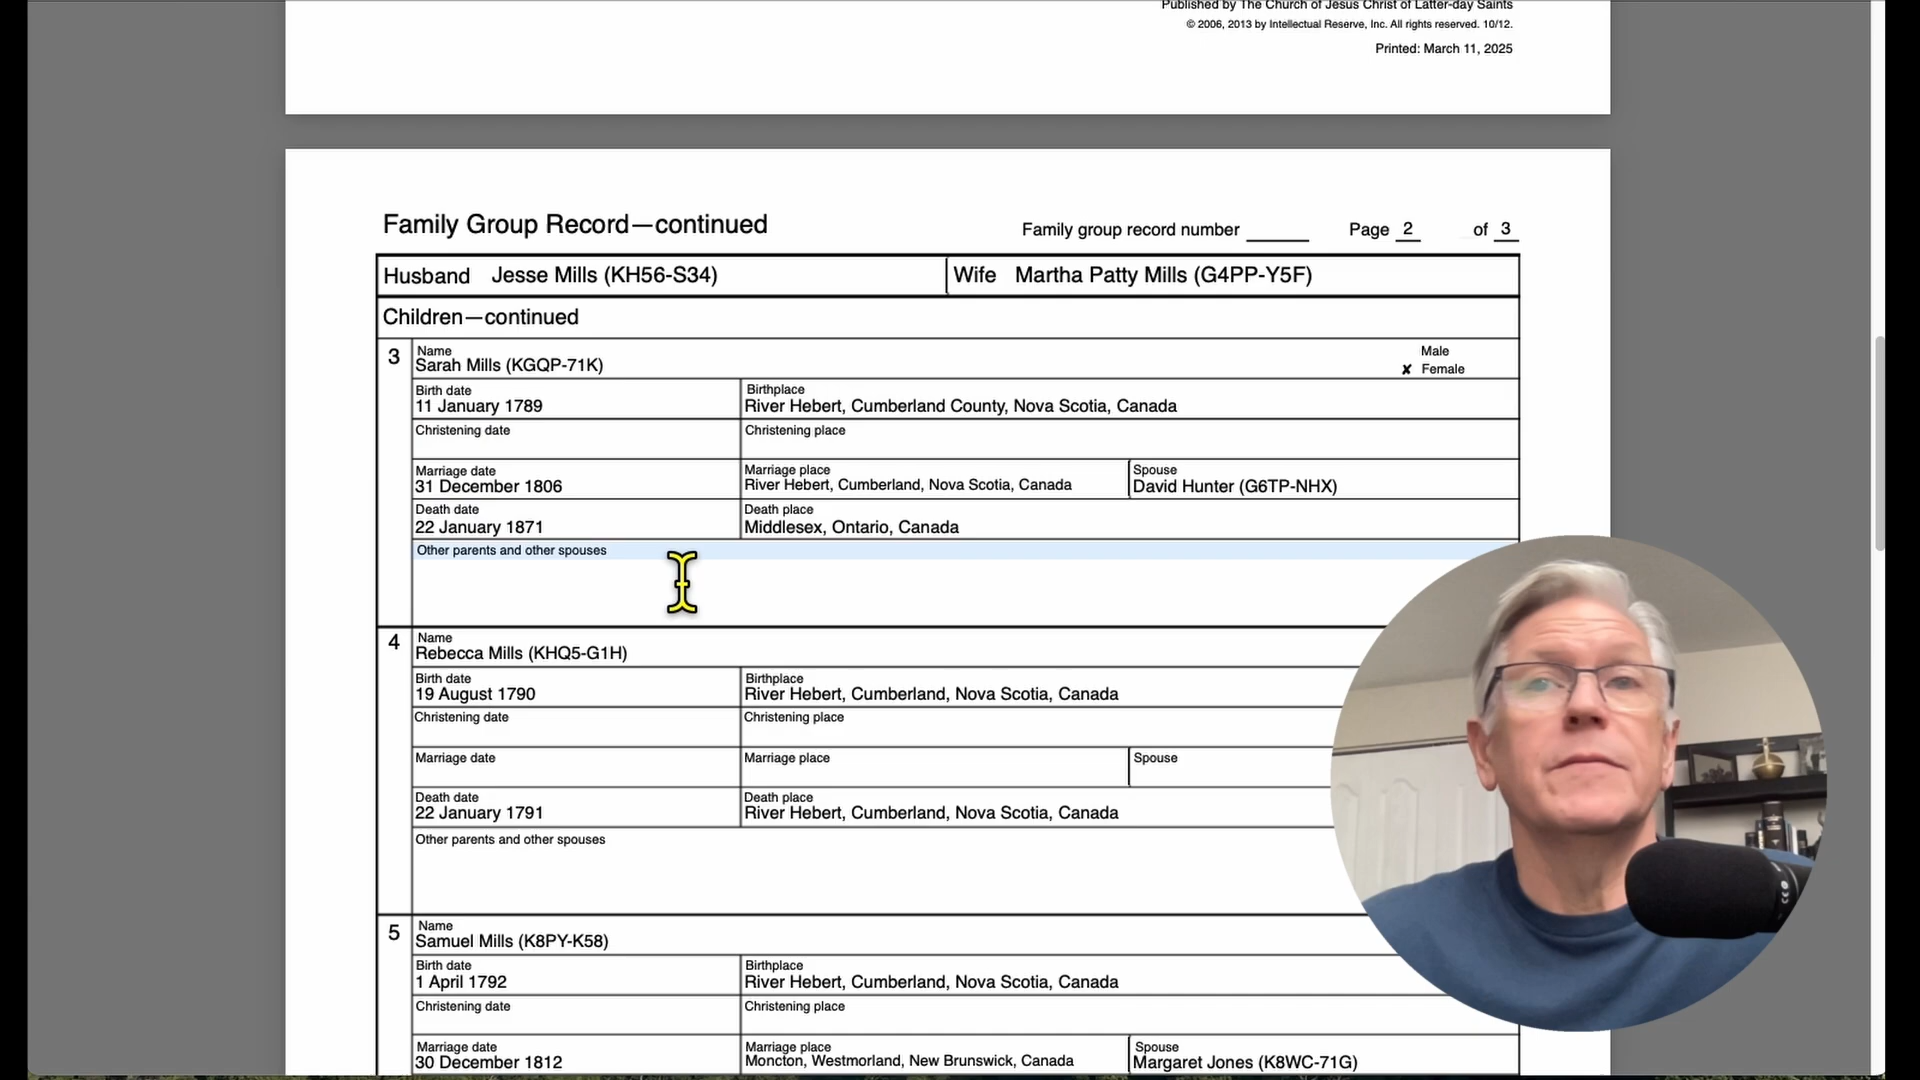 Published by The Church of Jesus Christ of Latter-day Saints
© 2006, 2013 by Intellectual Reserve, Inc. All rights reserved. 10/12.
Printed: March 11, 2025
Family Group Record—continued
Family group record number ______ Page 2 of 3
Husband Jesse Mills (KH56-S34) Wife Martha Patty Mills (G4PP-Y5F)
Children—continued
3 Name Male
Sarah Mills (KGQP-71K) ✘ Female
Birth date Birthplace
11 January 1789 River Hebert, Cumberland County, Nova Scotia, Canada
Christening date Christening place
Marriage date Marriage place Spouse
31 December 1806 River Hebert, Cumberland, Nova Scotia, Canada David Hunter (G6TP-NHX)
Death date Death place
22 January 1871 Middlesex, Ontario, Canada
Other parents and other spouses
4 Name
Rebecca Mills (KHQ5-G1H)
Birth date Birthplace
19 August 1790 River Hebert, Cumberland, Nova Scotia, Canada
Christening date Christening place
Marriage date Marriage place Spouse
Death date Death place
22 January 1791 River Hebert, Cumberland, Nova Scotia, Canada
Other parents and other spouses
5 Name
Samuel Mills (K8PY-K58)
Birth date Birthplace
1 April 1792 River Hebert, Cumberland, Nova Scotia, Canada
Christening date Christening place
Marriage date Marriage place Spouse
30 December 1812 Moncton, Westmorland, New Brunswick, Canada Margaret Jones (K8WC-71G)